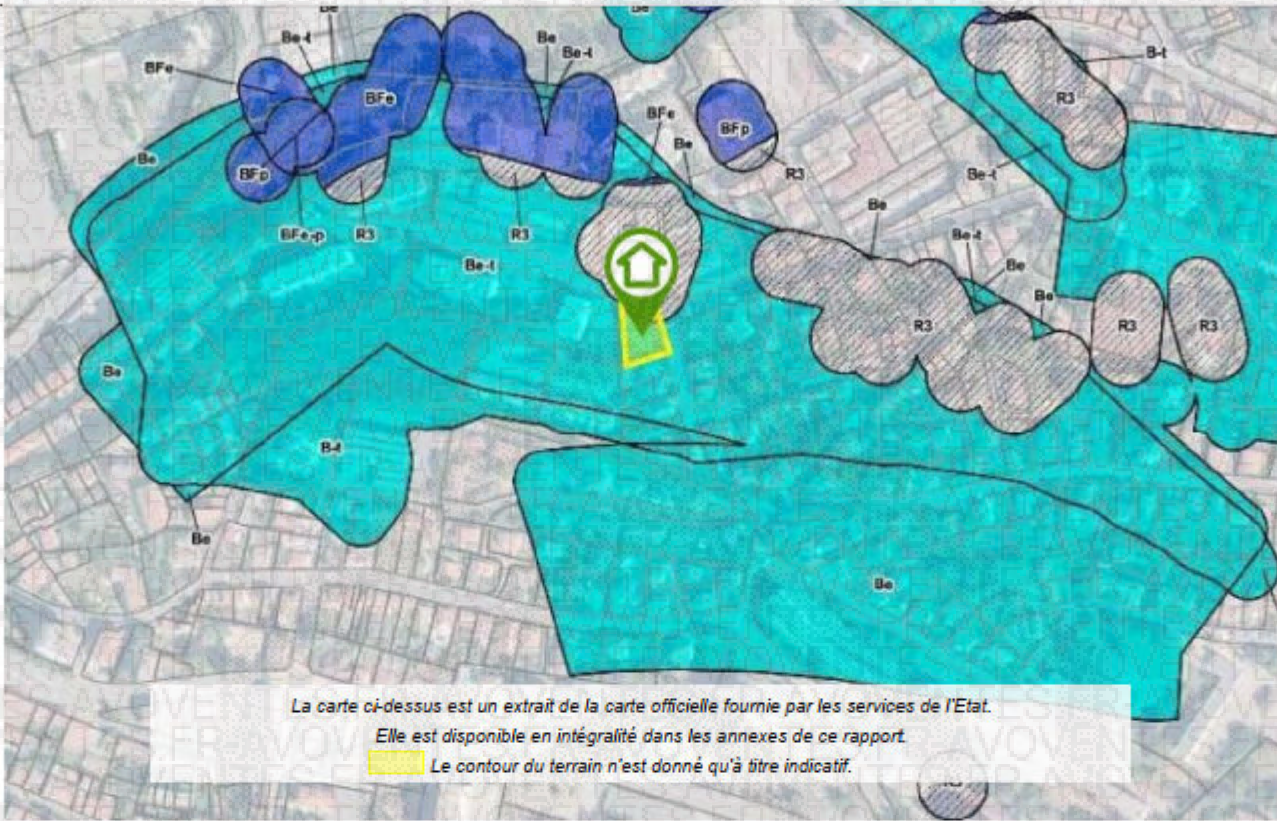 Be
Be-t
Be
Be-t
Be
B-t
BFe
BFe
R3
BFe
BFp
Be
Be
BFp
R3
Be-t
BFe-p
R3
R3
Be
Be-t
Be-t
Be
Be
R3
R3
R3
Be
B-t
Be
Be
La carte ci-dessus est un extrait de la carte officielle fournie par les services de l'Etat.
Elle est disponible en intégralité dans les annexes de ce rapport.
Le contour du terrain n'est donné qu'à titre indicatif.